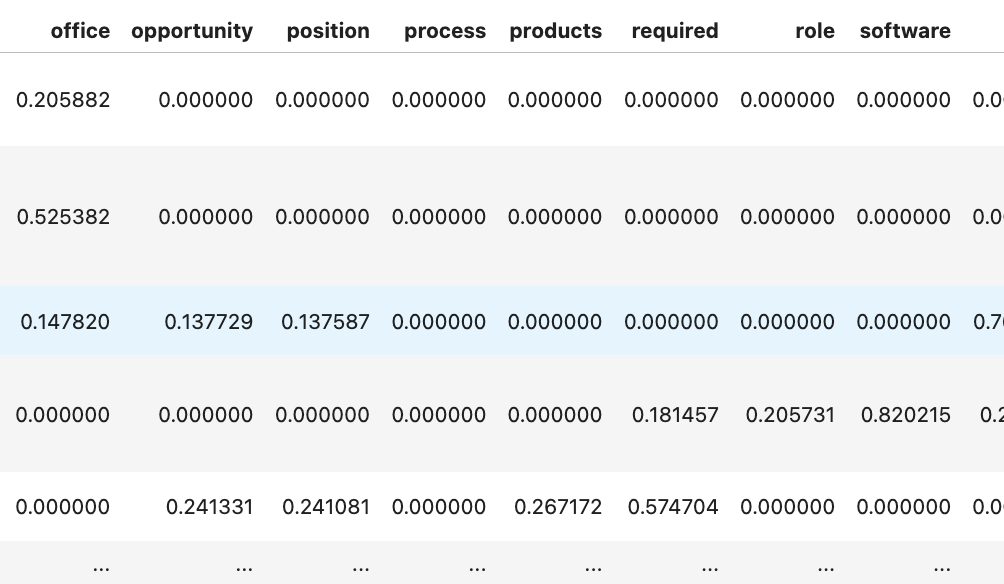 office opportunity position process products required role software
0.205882 0.000000 0.000000 0.000000 0.000000 0.000000 0.000000 0.000000
0.525382 0.000000 0.000000 0.000000 0.000000 0.000000 0.000000 0.000000
0.147820 0.137729 0.137587 0.000000 0.000000 0.000000 0.000000 0.000000
0.000000 0.000000 0.000000 0.000000 0.000000 0.181457 0.205731 0.820215
0.000000 0.241331 0.241081 0.000000 0.267172 0.574704 0.000000 0.000000
... ... ... ... ... ... ... ...